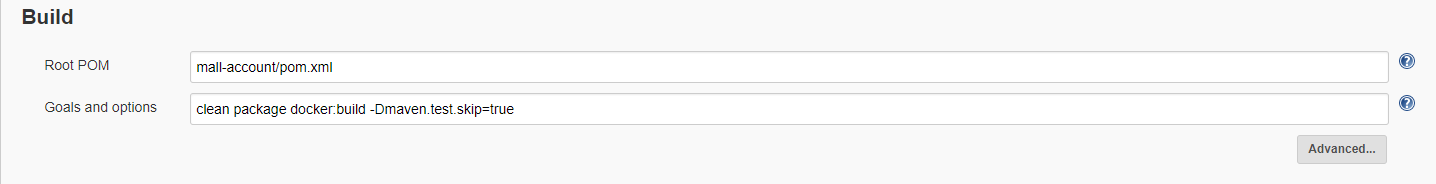 Build
Root POM
mall-account/pom.xml
?
Goals and options
clean package docker:build -Dmaven.test.skip=true
?
Advanced...